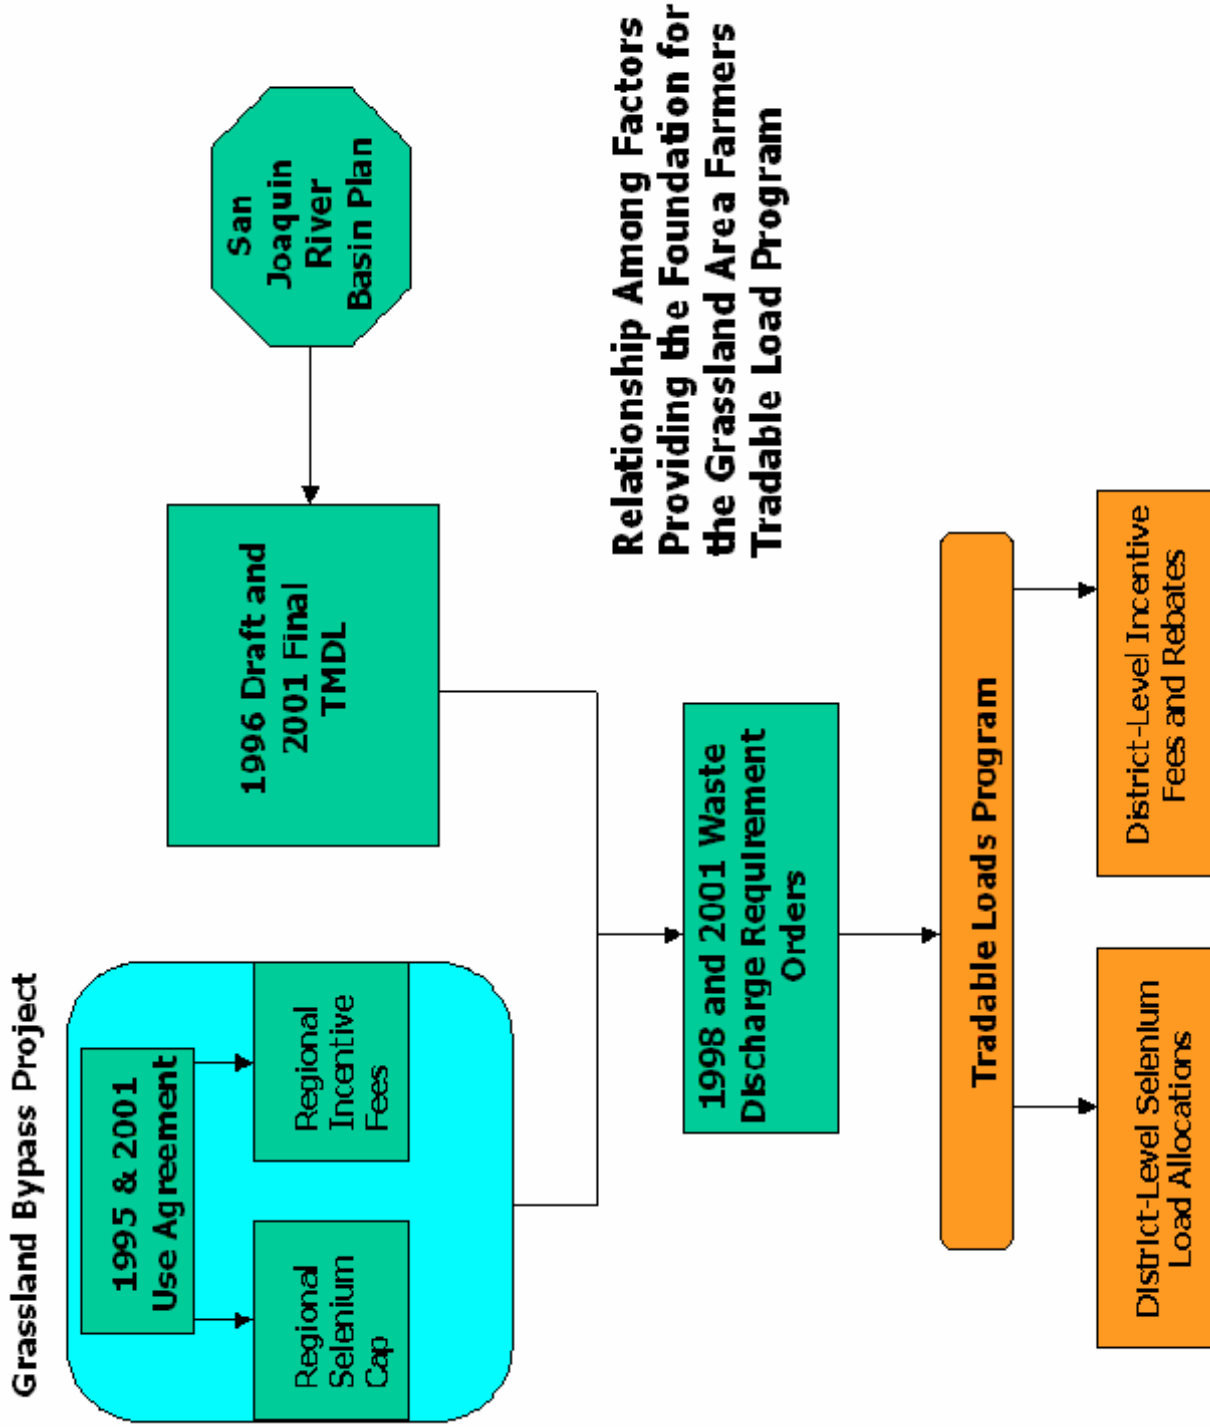 Grassland Bypass Project
1995 & 2001
Use Agreement
Regional
Selenium
Cap
Regional
Incentive
Fees
1996 Draft and
2001 Final
TMDL
San
Joaquin
River
Basin Plan
1998 and 2001 Waste
Discharge Requirement
Orders
Relationship Among Factors
Providing the Foundation for
the Grassland Area Farmers
Tradable Load Program
Tradable Loads Program
District-Level Selenium
Load Allocations
District-Level Incentive
Fees and Rebates